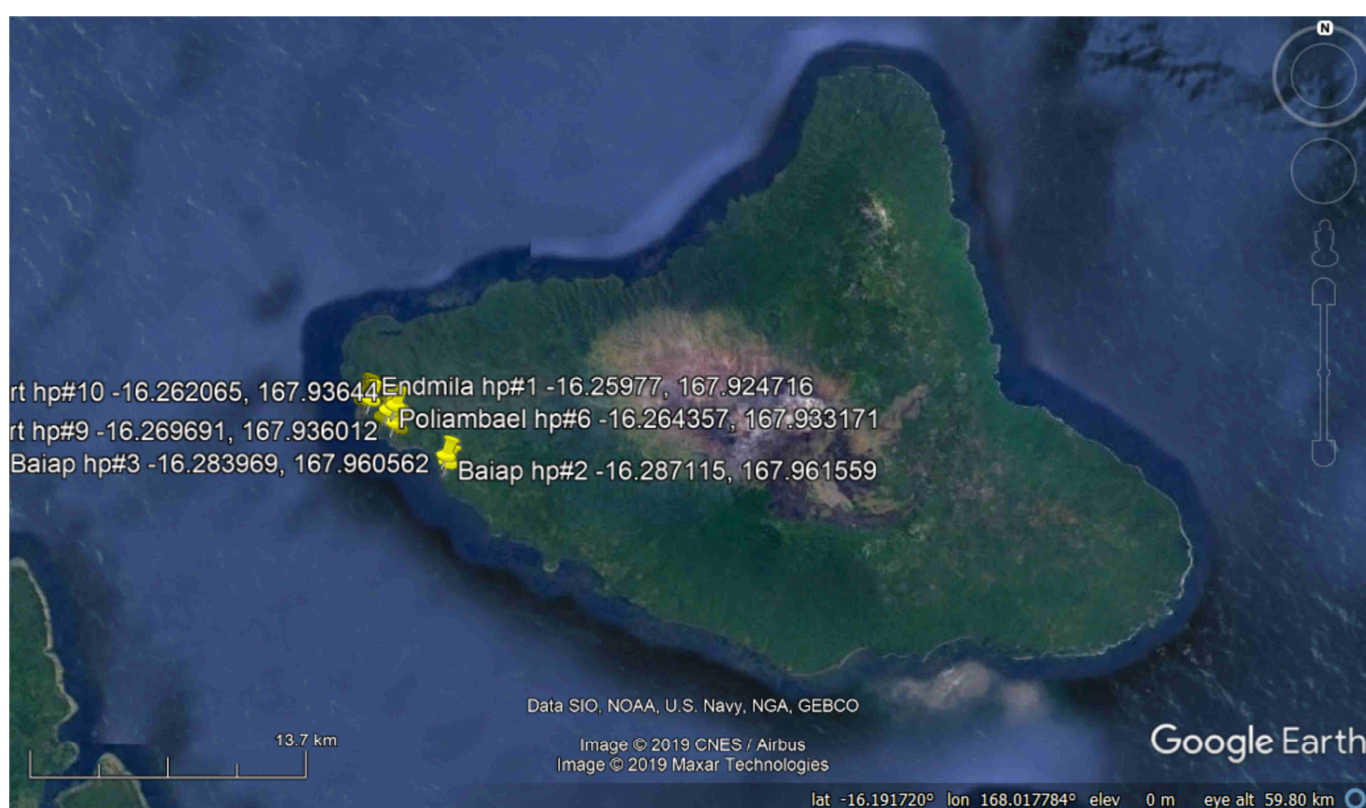 N
rt hp#10 -16.262065, 167.93644
Endmila hp#1 -16.25977, 167.924716
Poliambael hp#6 -16.264357, 167.933171
rt hp#9 -16.269691, 167.936012
Baiap hp#3 -16.283969, 167.960562
Baiap hp#2 -16.287115, 167.961559
Data SIO, NOAA, U.S. Navy, NGA, GEBCO
13.7 km
Image © 2019 CNES / Airbus
Image © 2019 Maxar Technologies
Google Earth
lat -16.191720° lon 168.017784° elev 0 m eye alt 59.80 km